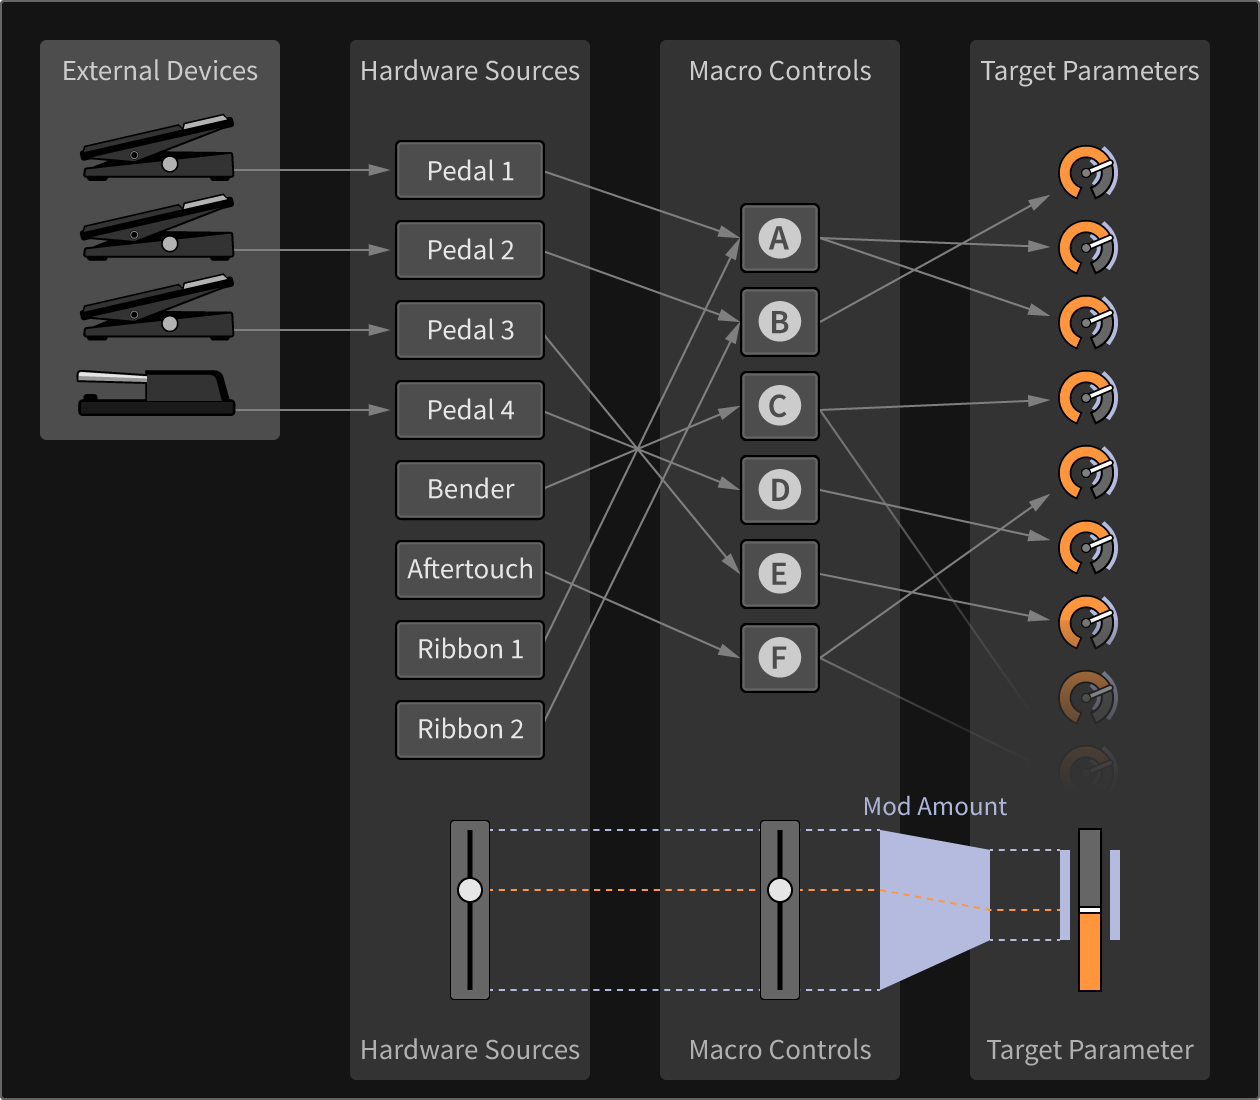 External Devices
Hardware Sources
Macro Controls
Target Parameters
Pedal 1
Pedal 2
Pedal 3
Pedal 4
Bender
Aftertouch
Ribbon 1
Ribbon 2
A
B
C
D
E
F
Mod Amount
Hardware Sources
Macro Controls
Target Parameter